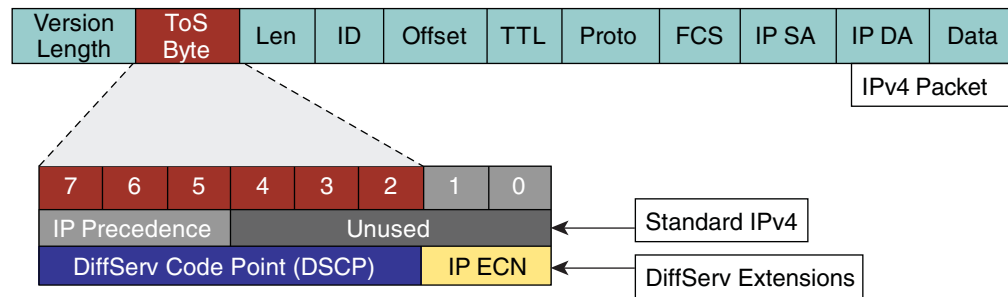 Version Length ToS Byte Len ID Offset TTL Proto FCS IP SA IP DA Data
IPv4 Packet
7 6 5 4 3 2 1 0
IP Precedence Unused Standard IPv4
DiffServ Code Point (DSCP) IP ECN DiffServ Extensions